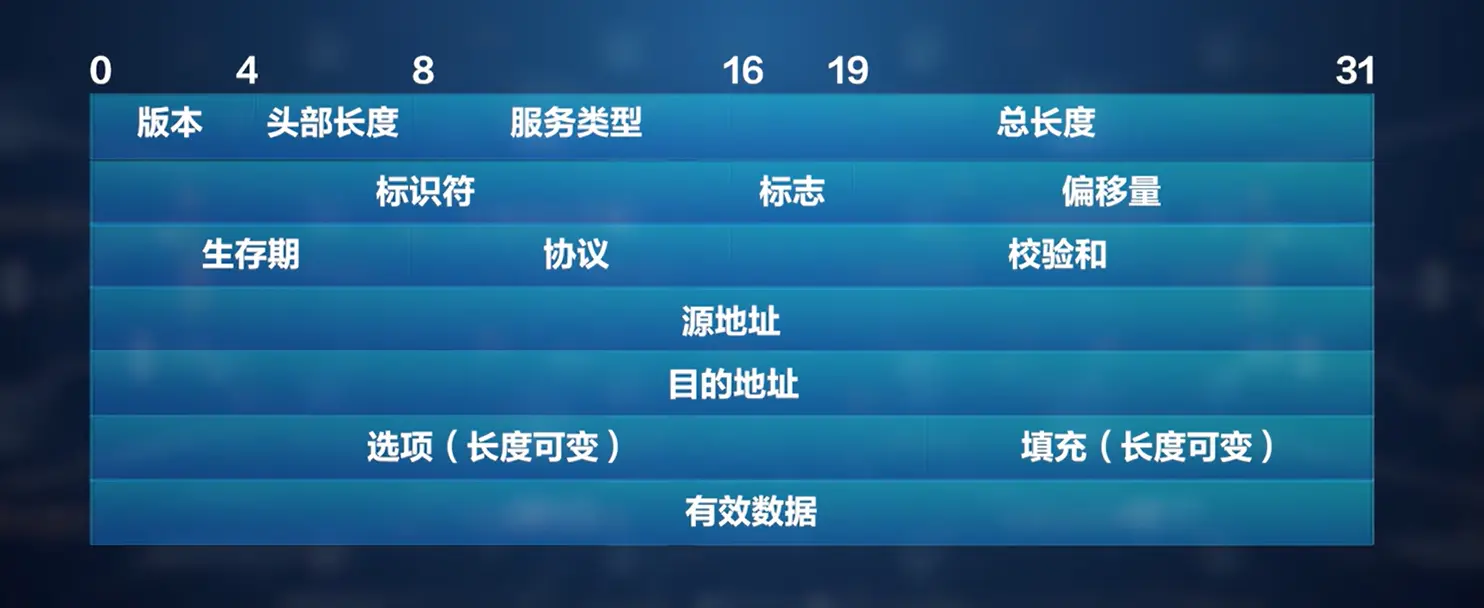 0 4 8 16 19 31
版本 头部长度 服务类型 总长度
标识符 标志 偏移量
生存期 协议 校验和
源地址
目的地址
选项（长度可变） 填充（长度可变）
有效数据